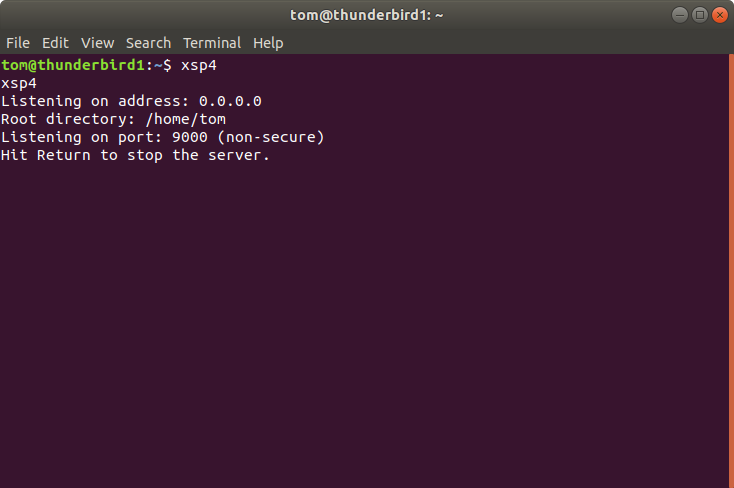 tom@thunderbird1: ~
File Edit View Search Terminal Help
tom@thunderbird1:~$ xsp4
xsp4
Listening on address: 0.0.0.0
Root directory: /home/tom
Listening on port: 9000 (non-secure)
Hit Return to stop the server.